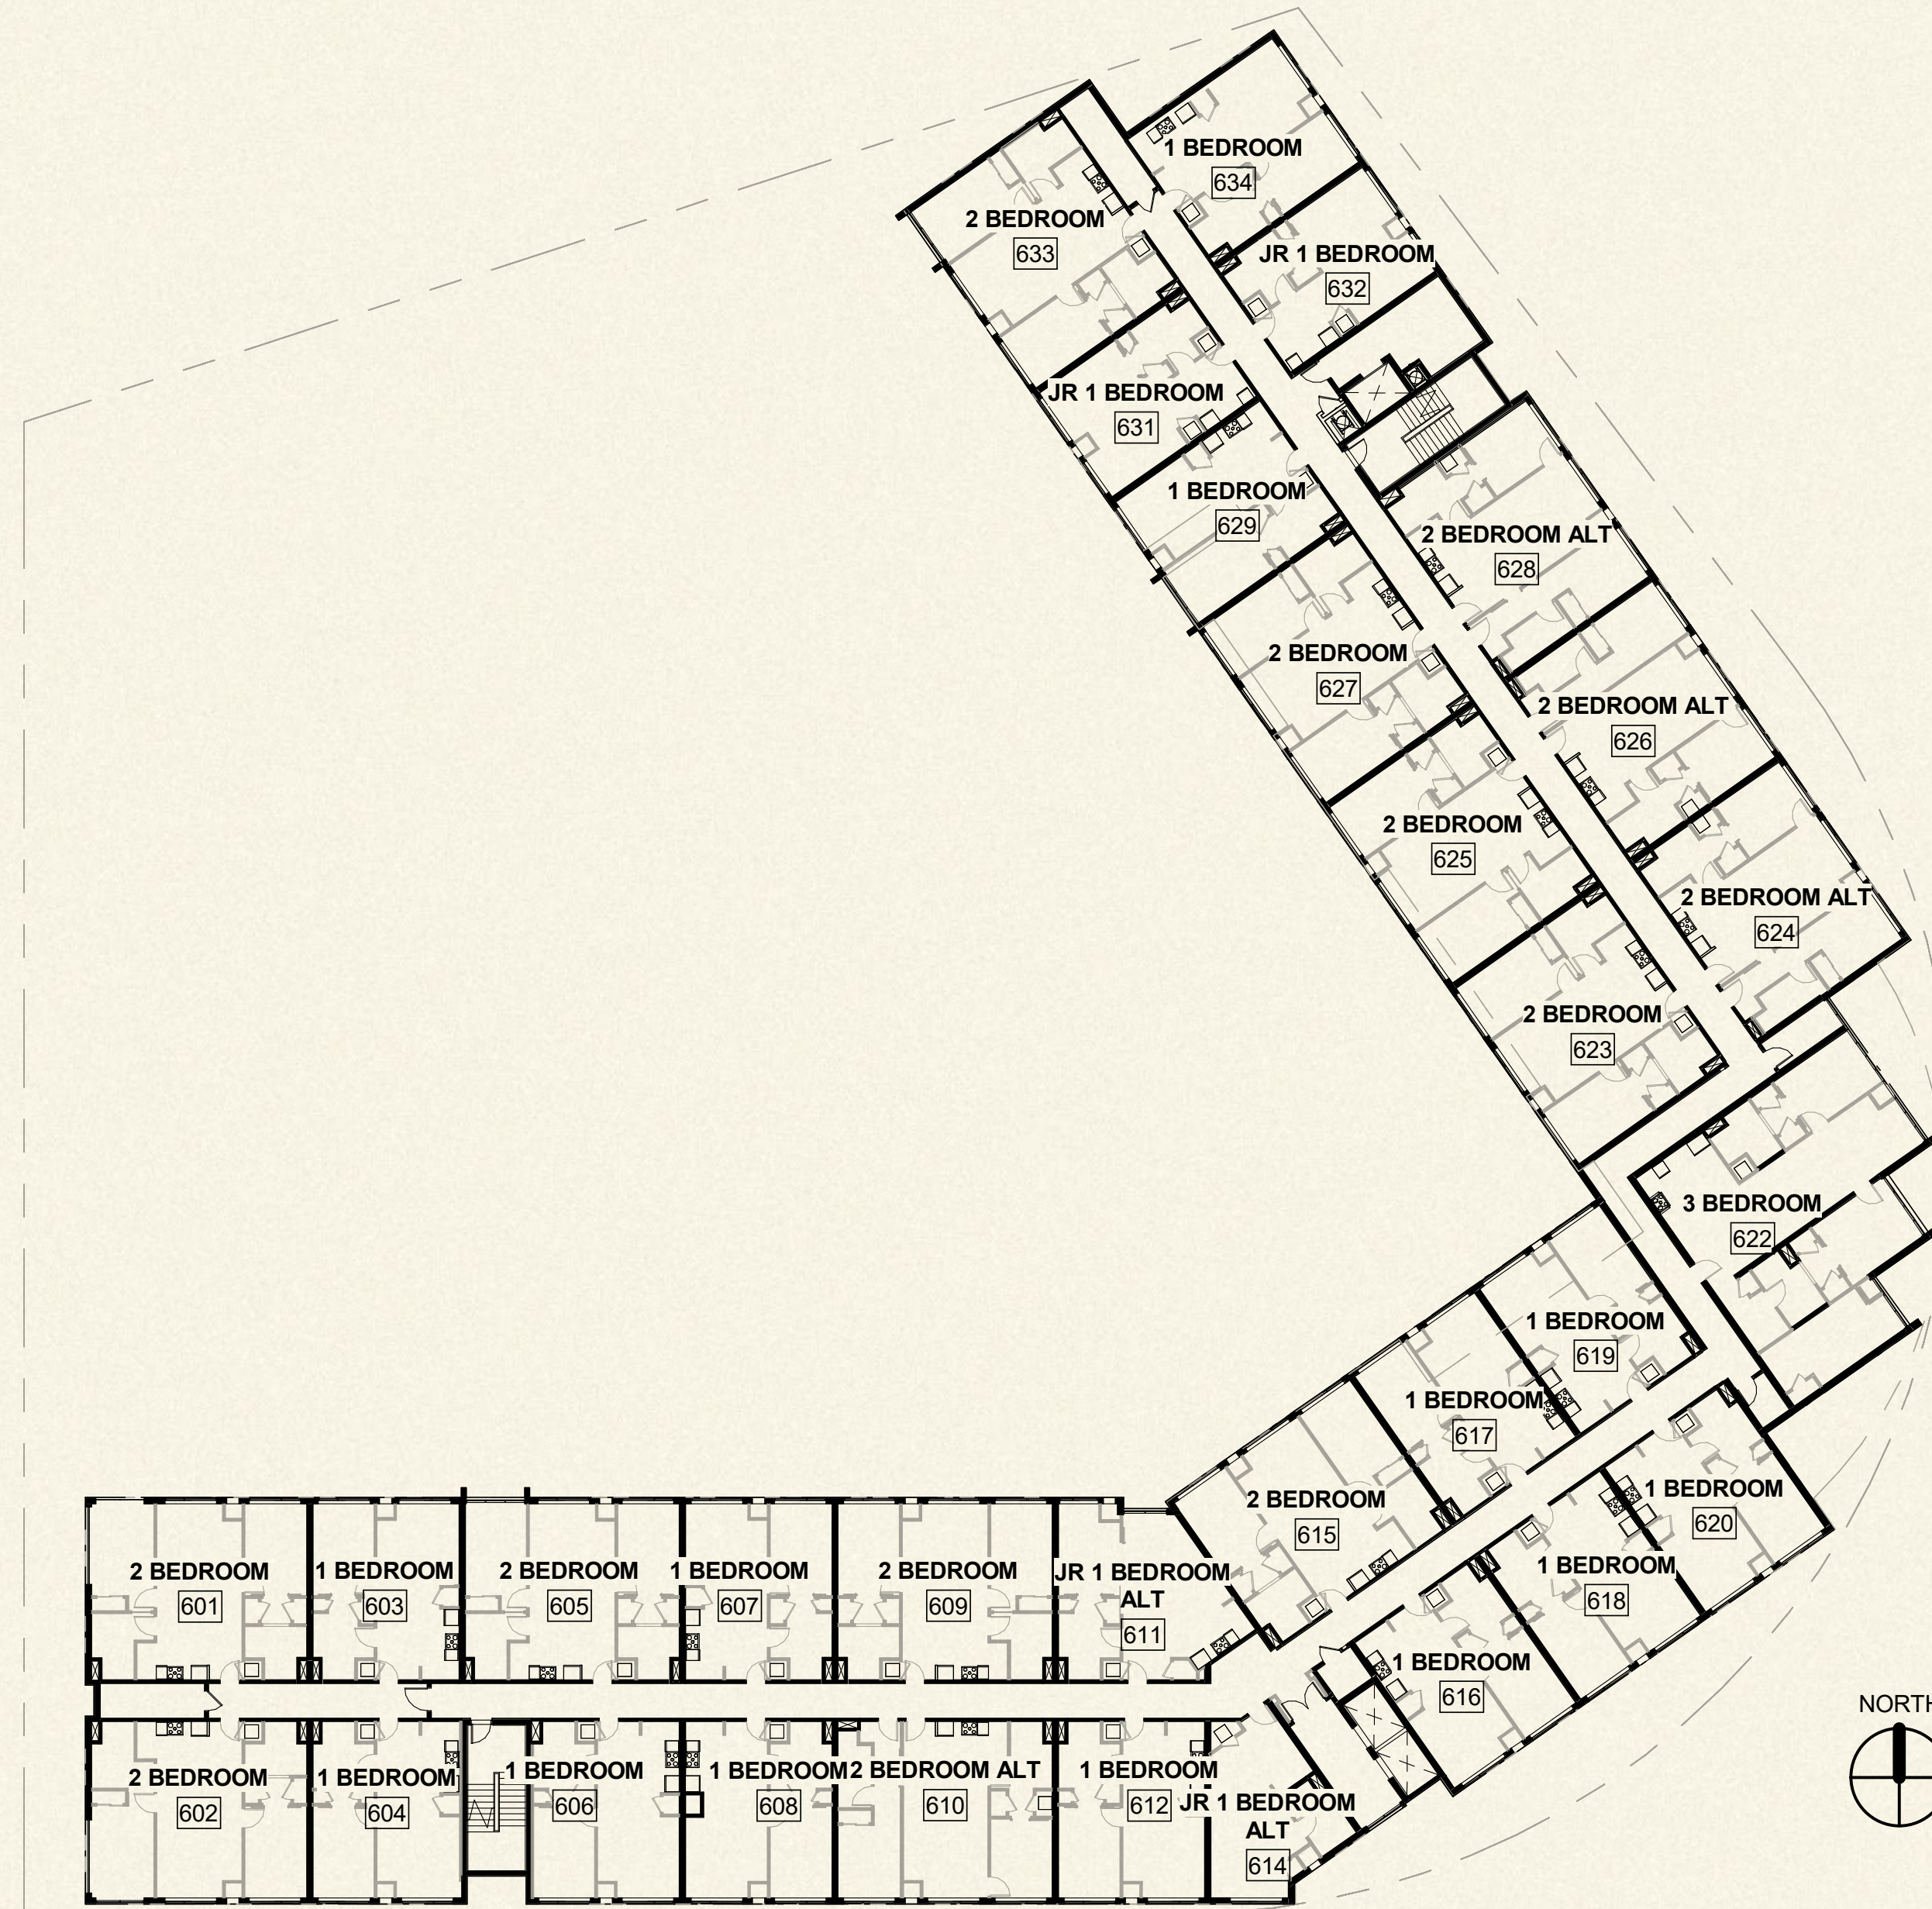 1 BEDROOM
634
2 BEDROOM
633
JR 1 BEDROOM
632
JR 1 BEDROOM
631
1 BEDROOM
629
2 BEDROOM ALT
628
2 BEDROOM
627
2 BEDROOM ALT
626
2 BEDROOM
625
2 BEDROOM ALT
624
2 BEDROOM
623
3 BEDROOM
622
1 BEDROOM
619
1 BEDROOM
617
2 BEDROOM
615
1 BEDROOM
620
1 BEDROOM
618
1 BEDROOM
616
2 BEDROOM
601
1 BEDROOM
603
2 BEDROOM
605
1 BEDROOM
607
2 BEDROOM
609
JR 1 BEDROOM
ALT
611
2 BEDROOM
602
1 BEDROOM
604
1 BEDROOM
606
1 BEDROOM
608
2 BEDROOM ALT
610
1 BEDROOM
612
JR 1 BEDROOM
ALT
614
NORTH